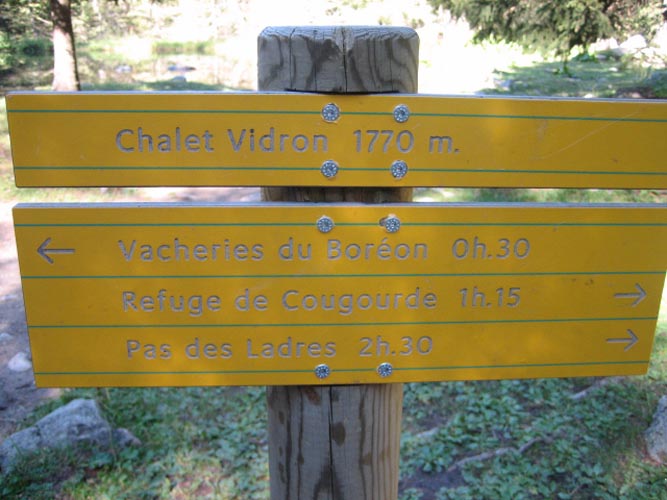 Chalet Vidron 1770 m.
← Vacheries du Boréon 0h.30
Refuge de Cougourde 1h.15 →
Pas des Ladres 2h.30 →